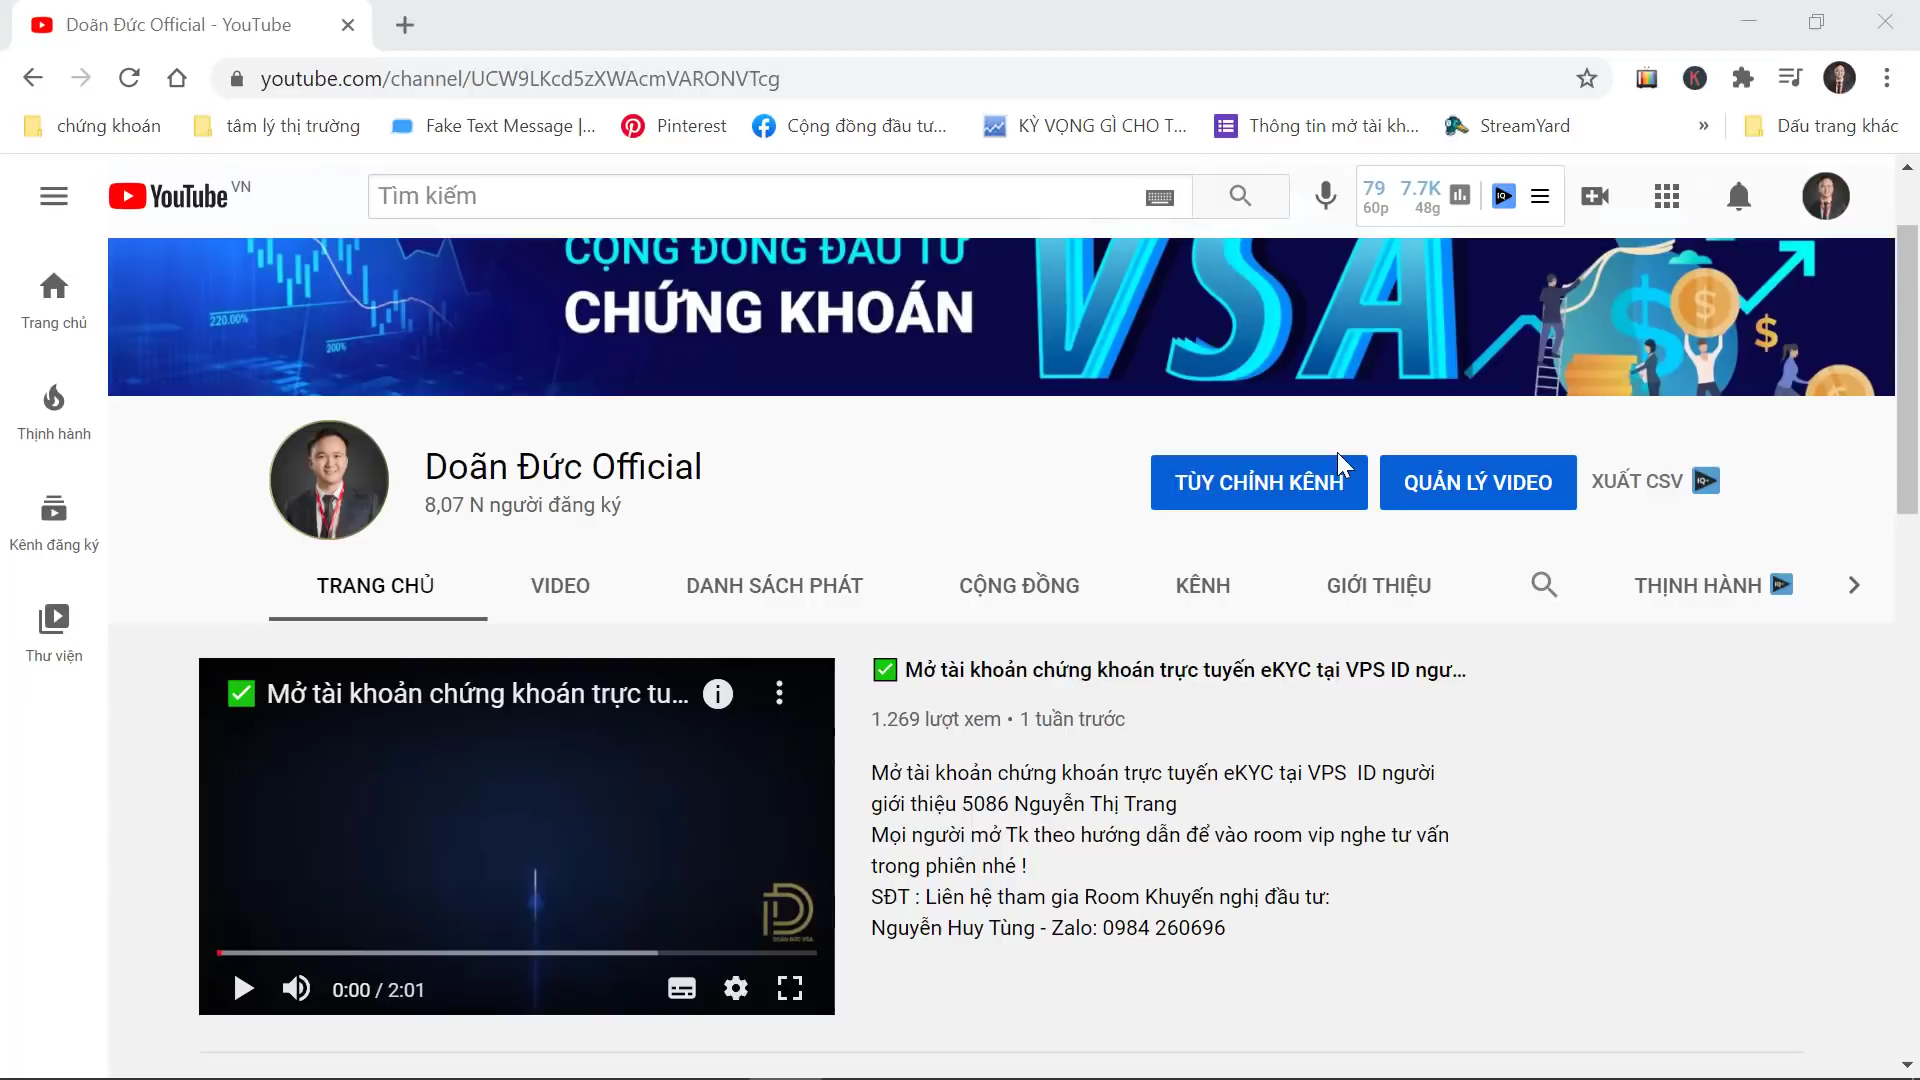 Doãn Đức Official - YouTube
youtube.com/channel/UCW9LKcd5zXWAcmVARONVTcg
chứng khoán
tâm lý thị trường
Fake Text Message |...
Pinterest
Cộng đồng đầu tư...
KỲ VỌNG GÌ CHO T...
Thông tin mở tài kh...
StreamYard
»
Dấu trang khác
YouTube VN
Tìm kiếm
79 7.7K
60p 48g
CỘNG ĐỒNG ĐẦU TƯ
CHỨNG KHOÁN
VSA
220.00%
200%
Trang chủ
Thịnh hành
Kênh đăng ký
Thư viện
Doãn Đức Official
8,07 N người đăng ký
TÙY CHỈNH KÊNH
QUẢN LÝ VIDEO
XUẤT CSV
TRANG CHỦ
VIDEO
DANH SÁCH PHÁT
CỘNG ĐỒNG
KÊNH
GIỚI THIỆU
THỊNH HÀNH
✅ Mở tài khoản chứng khoán trực tu...
DOÃN ĐỨC VSA
0:00 / 2:01
✅ Mở tài khoản chứng khoán trực tuyến eKYC tại VPS ID ngư...
1.269 lượt xem • 1 tuần trước
Mở tài khoản chứng khoán trực tuyến eKYC tại VPS  ID người
giới thiệu 5086 Nguyễn Thị Trang
Mọi người mở Tk theo hướng dẫn để vào room vip nghe tư vấn
trong phiên nhé !
SĐT : Liên hệ tham gia Room Khuyến nghị đầu tư:
Nguyễn Huy Tùng - Zalo: 0984 260696